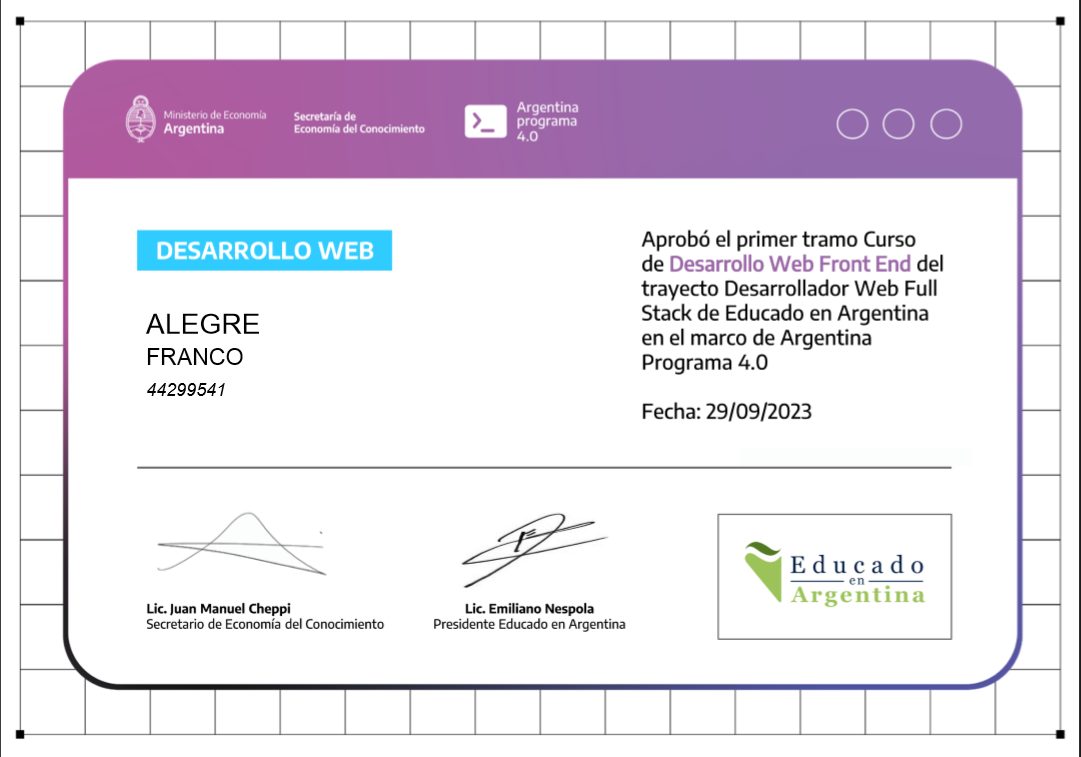 Ministerio de Economía
Argentina
Secretaría de
Economía del Conocimiento
Argentina
programa
4.0
DESARROLLO WEB
ALEGRE
FRANCO
44299541
Aprobó el primer tramo Curso
de Desarrollo Web Front End del
trayecto Desarrollador Web Full
Stack de Educado en Argentina
en el marco de Argentina
Programa 4.0
Fecha: 29/09/2023
Lic. Juan Manuel Cheppi
Secretario de Economía del Conocimiento
Lic. Emiliano Nespola
Presidente Educado en Argentina
Educado
en
Argentina